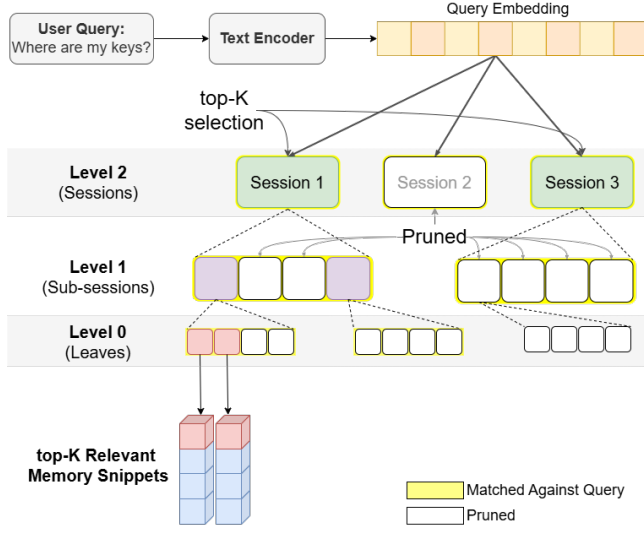 Query Embedding
User Query:
Where are my keys?
Text Encoder
top-K
selection
Level 2
(Sessions)
Session 1
Session 2
Session 3
Pruned
Level 1
(Sub-sessions)
Level 0
(Leaves)
top-K Relevant
Memory Snippets
Matched Against Query
Pruned